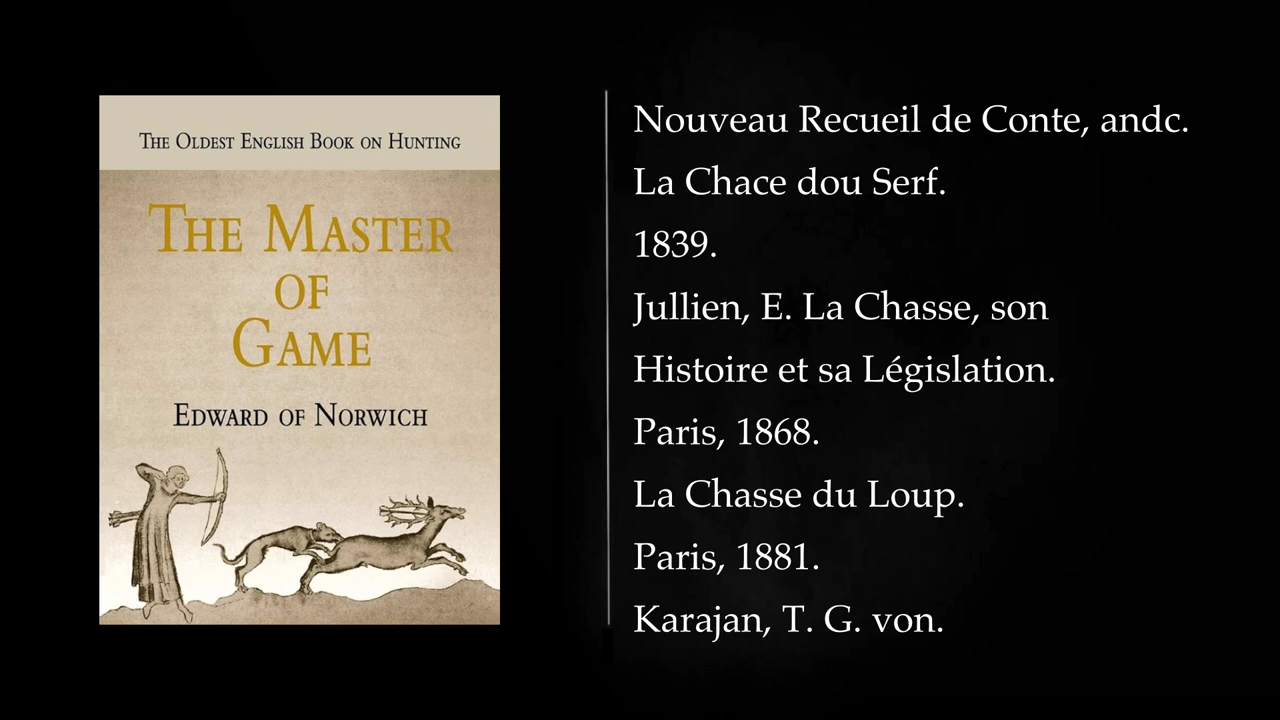 The Oldest English Book on Hunting
The Master
of
Game
Edward of Norwich
Nouveau Recueil de Conte, andc.
La Chace dou Serf.
1839.
Jullien, E. La Chasse, son
Histoire et sa Législation.
Paris, 1868.
La Chasse du Loup.
Paris, 1881.
Karajan, T. G. von.